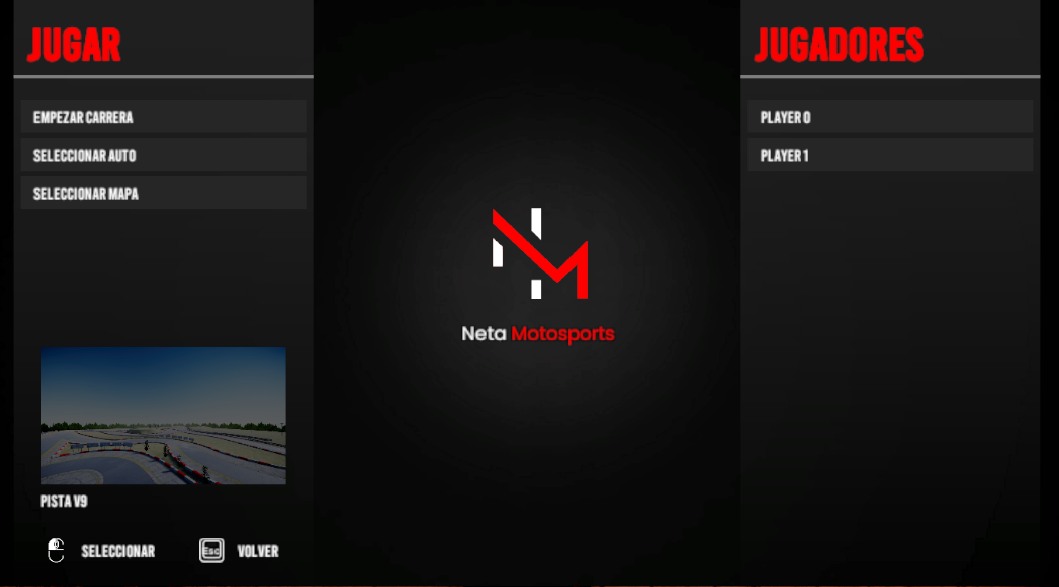 JUGAR
EMPEZAR CARRERA
SELECCIONAR AUTO
SELECCIONAR MAPA
PISTA V9
SELECCIONAR
Esc
VOLVER
Neta Motosports
JUGADORES
PLAYER 0
PLAYER 1